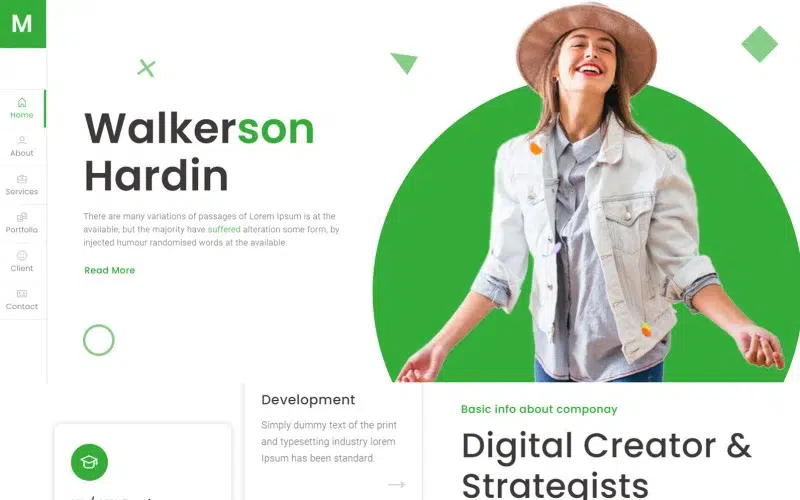 M
Home
About
Services
Portfolio
Client
Contact
Walkerson
Hardin
There are many variations of passages of Lorem Ipsum is at the
available, but the majority have suffered alteration some form, by
injected humour randomised words at the available
Read More
Development
Simply dummy text of the print
and typesetting industry lorem
Ipsum has been standard.
Basic info about componay
Digital Creator &
Strategists